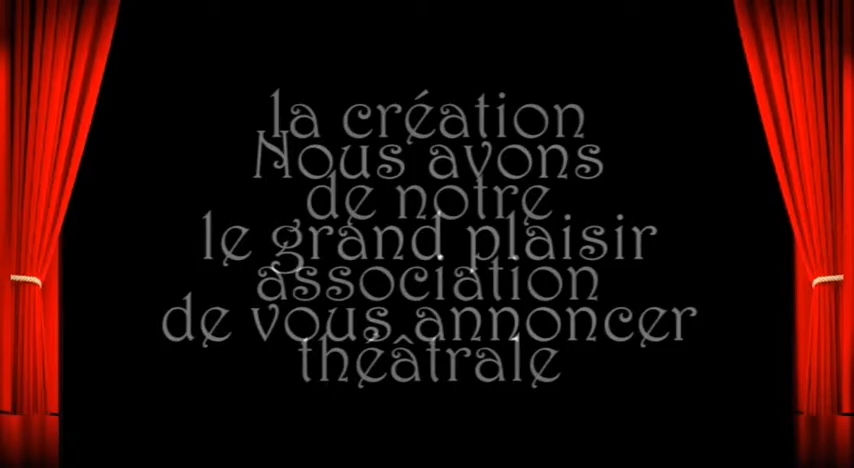 la création
Nous avons
de notre
le grand plaisir
association
de vous annoncer
théâtrale